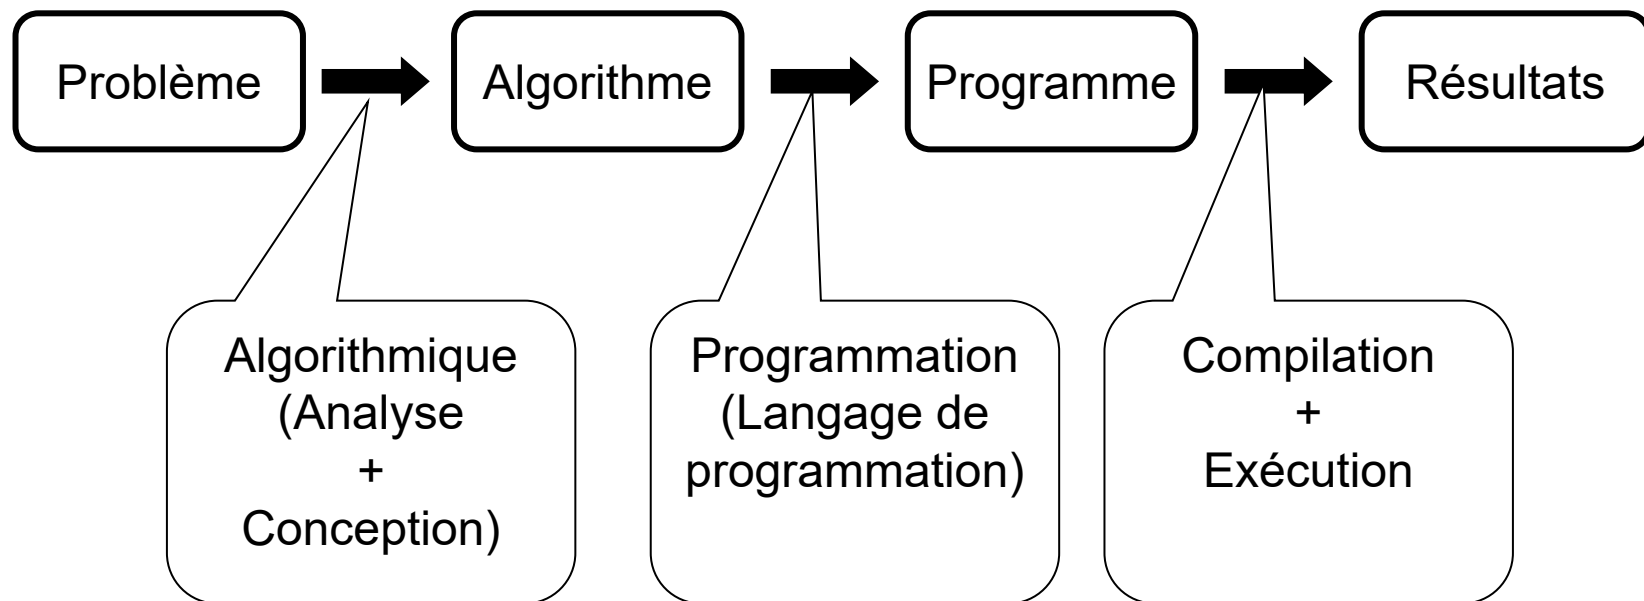 Problème
Algorithme
Programme
Résultats
Algorithmique
(Analyse
+
Conception)
Programmation
(Langage de
programmation)
Compilation
+
Exécution